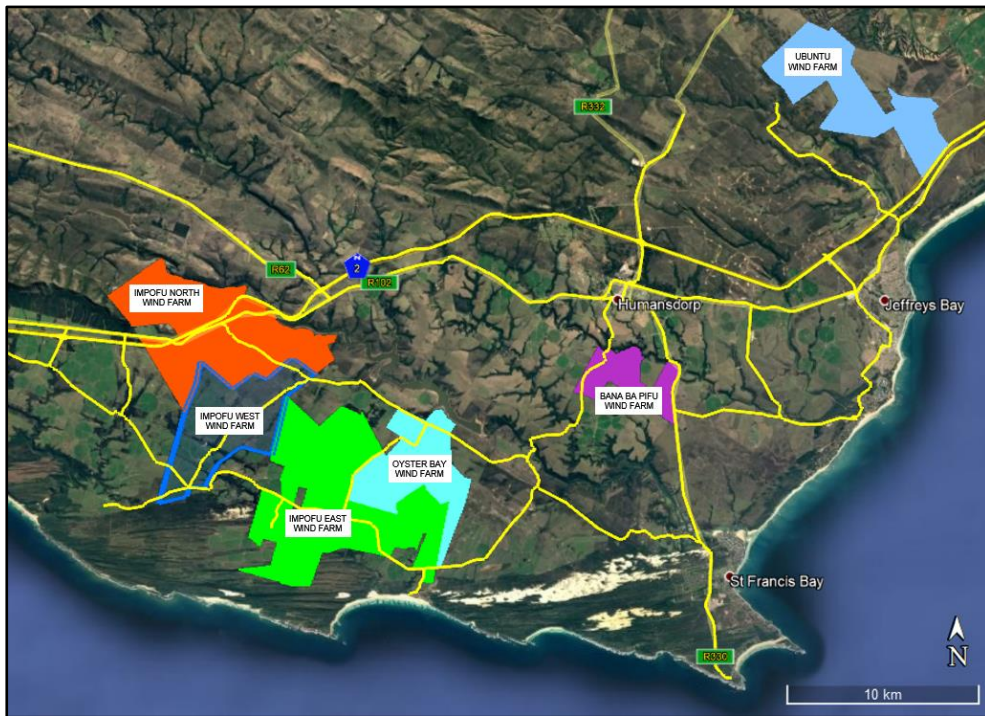 UBUNTU
WIND FARM
R332
R62
N
2
R102
IMPOFU NORTH
WIND FARM
Humansdorp
Jeffreys Bay
BANA BA PIFU
WIND FARM
IMPOFU WEST
WIND FARM
OYSTER BAY
WIND FARM
IMPOFU EAST
WIND FARM
St Francis Bay
R330
N
10 km